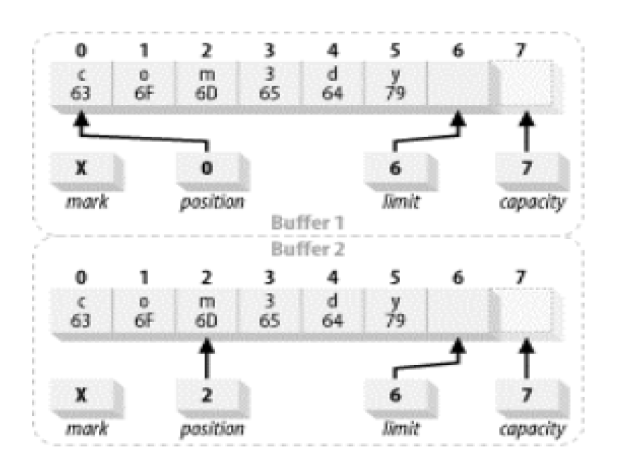 0 1 2 3 4 5 6 7
c o m 3 d y
63 6F 6D 65 64 79
X 0 6 7
mark position limit capacity
Buffer 1
Buffer 2
0 1 2 3 4 5 6 7
c o m 3 d y
63 6F 6D 65 64 79
X 2 6 7
mark position limit capacity